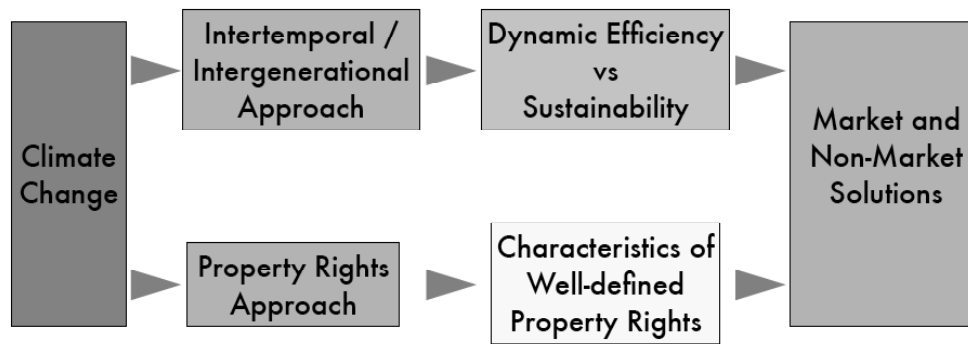 Climate
Change
Intertemporal /
Intergenerational
Approach
Dynamic Efficiency
vs
Sustainability
Property Rights
Approach
Characteristics of
Well-defined
Property Rights
Market and
Non-Market
Solutions